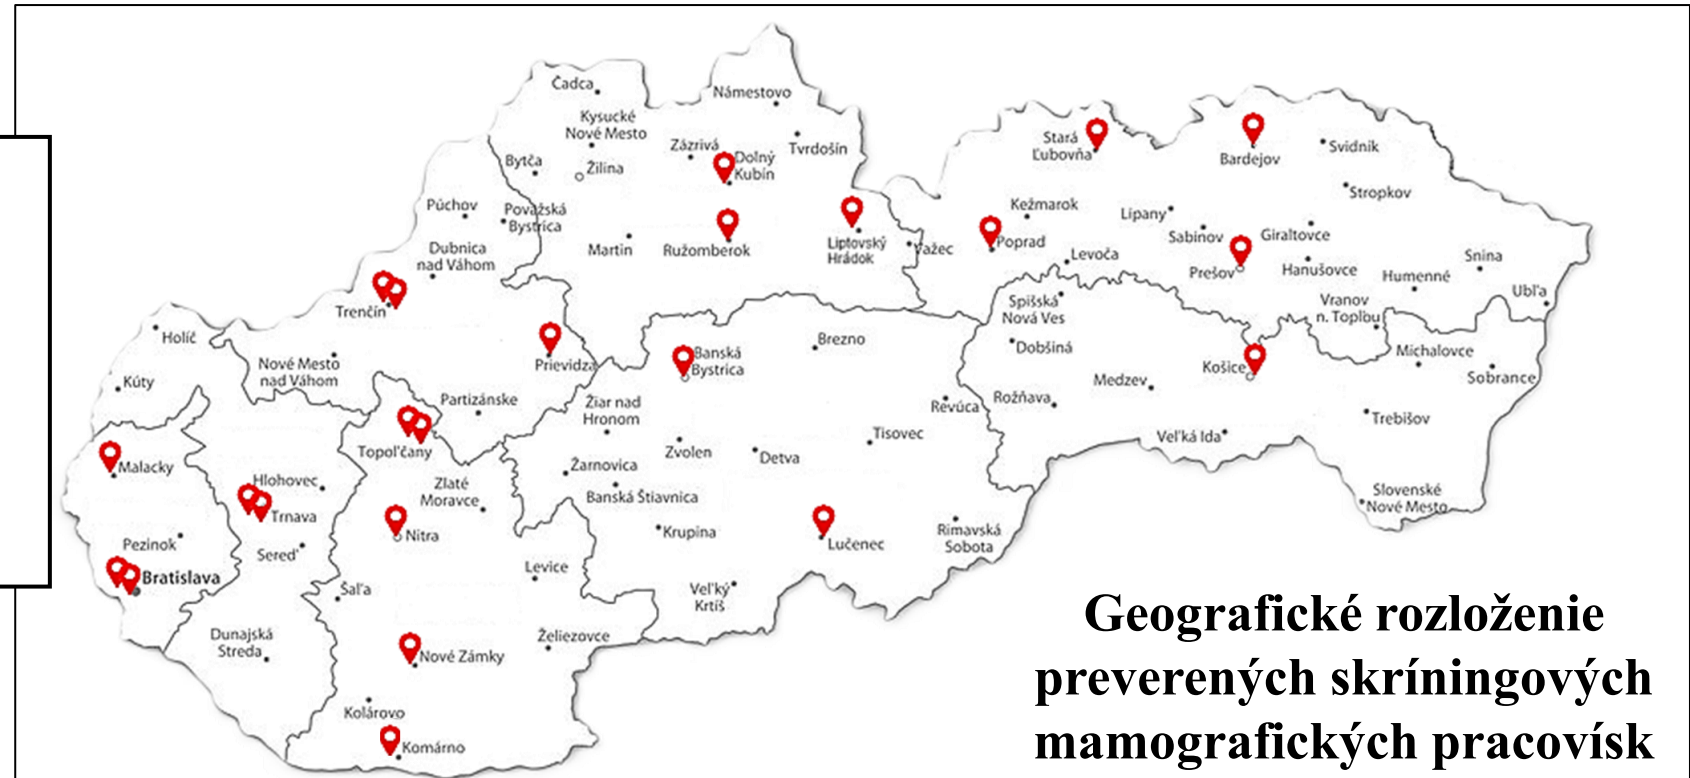 Čadca
Námestovo
Kysucké
Nové Mesto
Zázrivá
Tvrdošín
Stará
Ľubovňa
Bardejov
Svidník
Bytča
Žilina
Dolný
Kubín
Stropkov
Púchov
Považská
Bystrica
Kežmarok
Lipany
Martin
Ružomberok
Liptovský
Hrádok
Važec
Poprad
Sabinov
Giraltovce
Dubnica
nad Váhom
Levoča
Prešov
Hanušovce
Snina
Humenné
Ubľa
Trenčín
Spišská
Nová Ves
Vranov
n. Topľou
Holíč
Nové Mesto
nad Váhom
Prievidza
Banská
Bystrica
Brezno
Dobšiná
Košice
Michalovce
Sobrance
Kúty
Partizánske
Žiar nad
Hronom
Revúca
Rožňava
Medzev
Trebišov
Topoľčany
Zvolen
Detva
Tisovec
Veľká Ida
Malacky
Hlohovec
Zlaté
Moravce
Žarnovica
Banská Štiavnica
Slovenské
Nové Mesto
Trnava
Nitra
Krupina
Lučenec
Rimavská
Sobota
Pezinok
Sereď
Bratislava
Šaľa
Levice
Veľký
Krtíš
Dunajská
Streda
Nové Zámky
Želiezovce
Kolárovo
Komárno
Geografické rozloženie
preverených skríningových
mamografických pracovísk